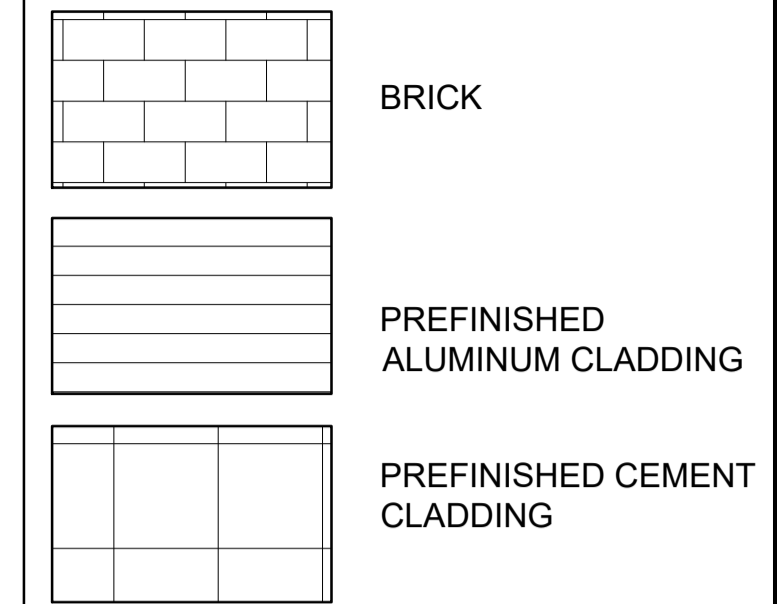 BRICK
PREFINISHED
ALUMINUM CLADDING
PREFINISHED CEMENT
CLADDING